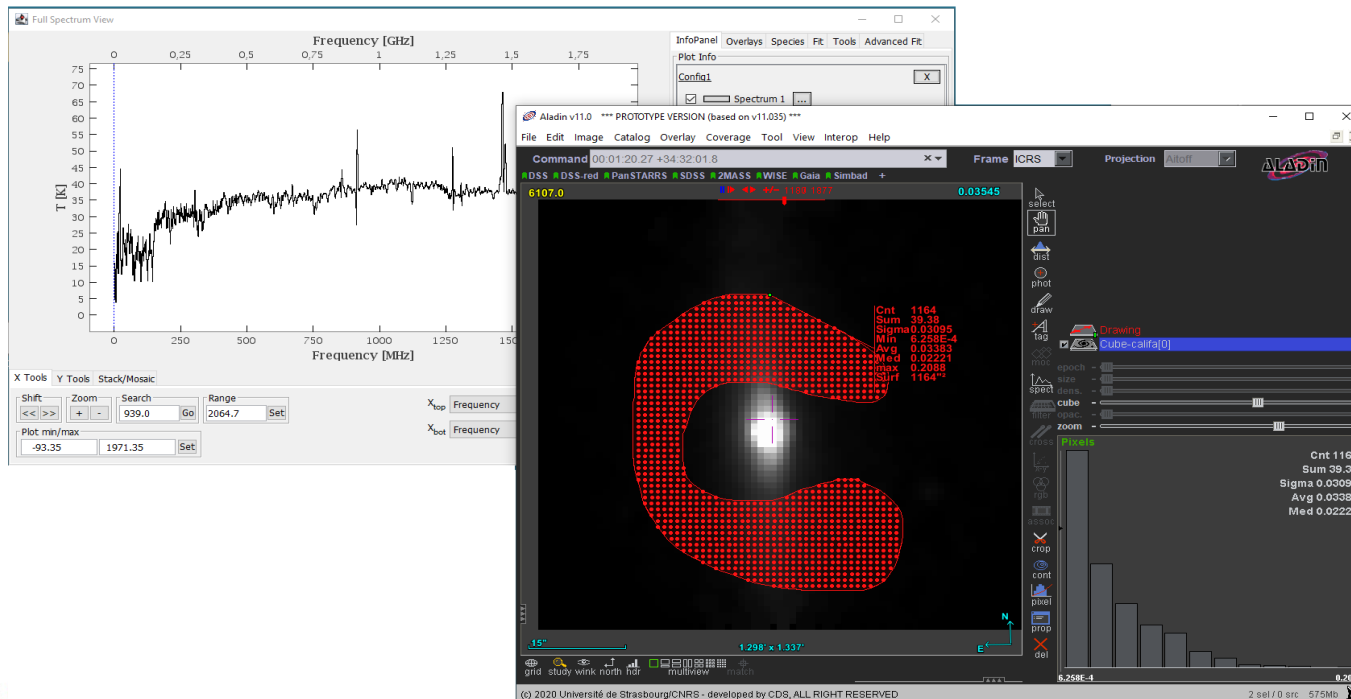 Full Spectrum View
Frequency [GHz]
0 0,25 0,5 0,75 1 1,25 1,5 1,75
75
70
65
60
55
50
45
40
35
30
25
20
15
10
5
0
T [K]
0 250 500 750 1000 1250
Frequency [MHz]
InfoPanel Overlays Species Fit Tools Advanced Fit
Plot Info
Config1 X
Spectrum 1 ...
X Tools Y Tools Stack/Mosaic
Shift Zoom Search Range
<< >> + - 939.0 Go 2064.7 Set
Plot min/max
-93.35 1971.35 Set
Xtop Frequency
Xbot Frequency
Aladin v11.0 *** PROTOTYPE VERSION (based on v11.035) ***
File Edit Image Catalog Overlay Coverage Tool View Interop Help
Command 00:01:20.27 +34:32:01.8 Frame ICRS Projection Aitoff ALADin
DSS DSS-red PanSTARRS SDSS 2MASS WISE Gaia Simbad +
6107.0 0.03545
Cnt 1164
Sum 39.38
Sigma 0.03095
Min 6.258E-4
Avg 0.03383
Med 0.02221
max 0.2088
Surf 1164"²
15"
1.298' x 1.337'
N
E
grid study wink north hdr multiview match
select
pan
dist
phot
draw
tag
moc
spect
filter
cross
rgb
assoc
crop
cont
pixel
prop
del
Drawing
Cube-califa[0]
epoch
size
dens.
cube
opac.
zoom
Pixels
Cnt 116
Sum 39.3
Sigma 0.0309
Avg 0.0338
Med 0.0222
6.258E-4 0.20
(c) 2020 Université de Strasbourg/CNRS - developed by CDS, ALL RIGHT RESERVED 2 sel / 0 src 575Mb